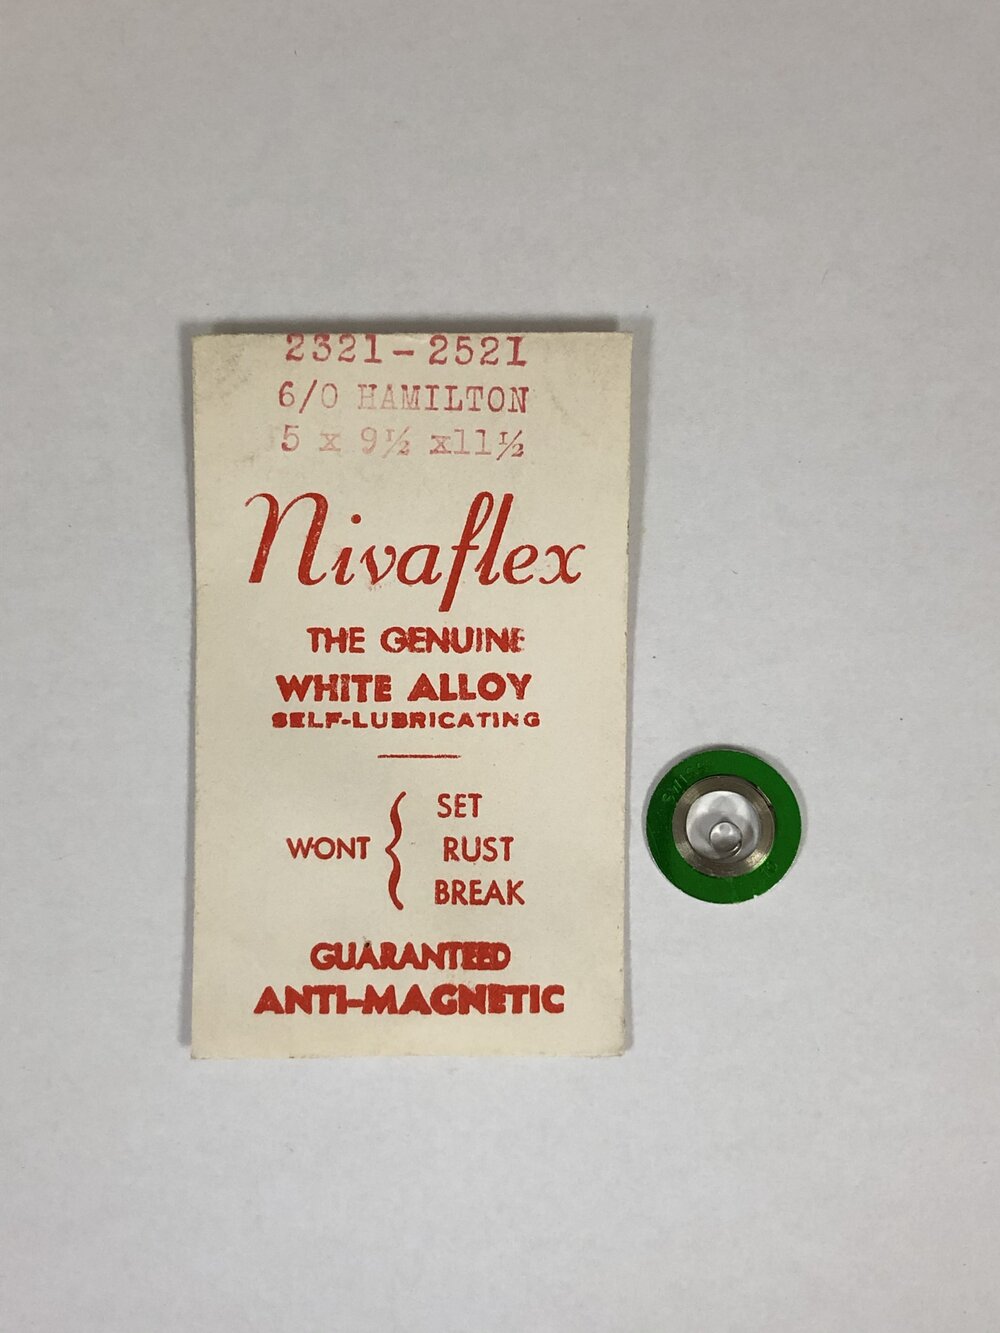 2321-2521
6/0 HAMILTON
5 x 9½ x11½
Nivaflex
THE GENUINE
WHITE ALLOY
SELF-LUBRICATING
WONT { SET
RUST
BREAK
GUARANTEED
ANTI-MAGNETIC
SWISS